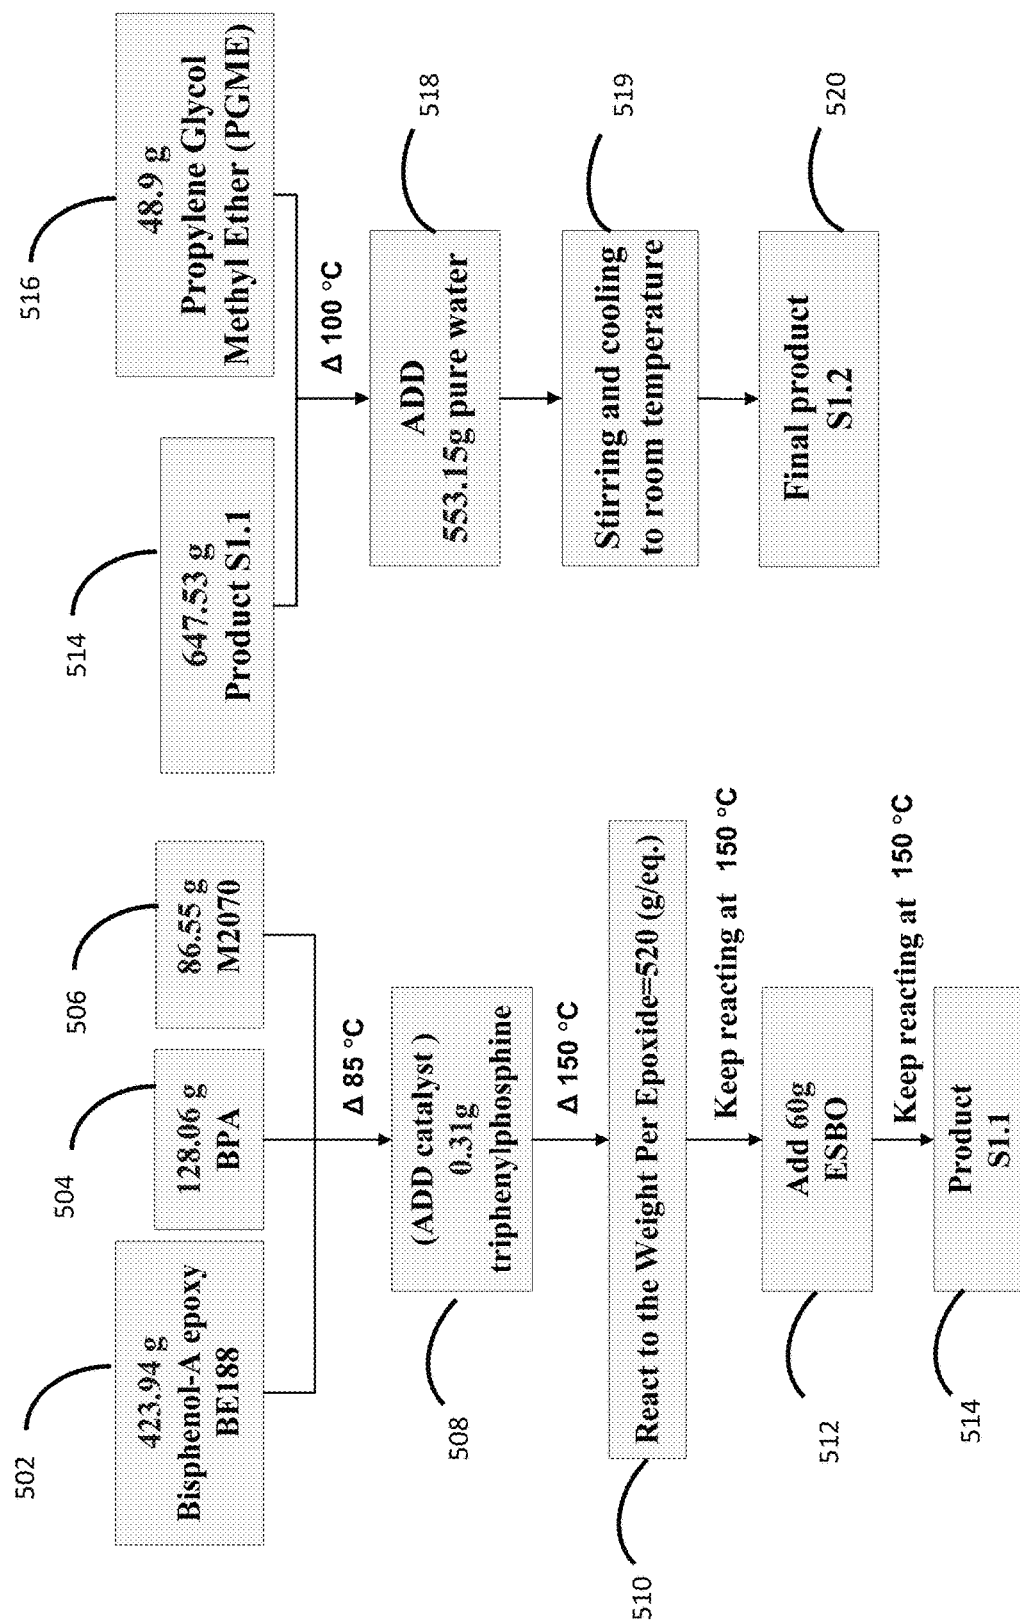 502
423.94 g
Bisphenol-A epoxy
BE188
504
128.06 g
BPA
506
86.55 g
M2070
Δ 85 °C
508
(ADD catalyst )
0.31g
triphenylphosphine
Δ 150 °C
510
React to the Weight Per Epoxide=520 (g/eq.)
Keep reacting at 150 °C
512
Add 60g
ESBO
Keep reacting at 150 °C
514
Product
S1.1
514
647.53 g
Product S1.1
516
48.9 g
Propylene Glycol
Methyl Ether (PGME)
Δ 100 °C
518
ADD
553.15g pure water
519
Stirring and cooling
to room temperature
520
Final product
S1.2